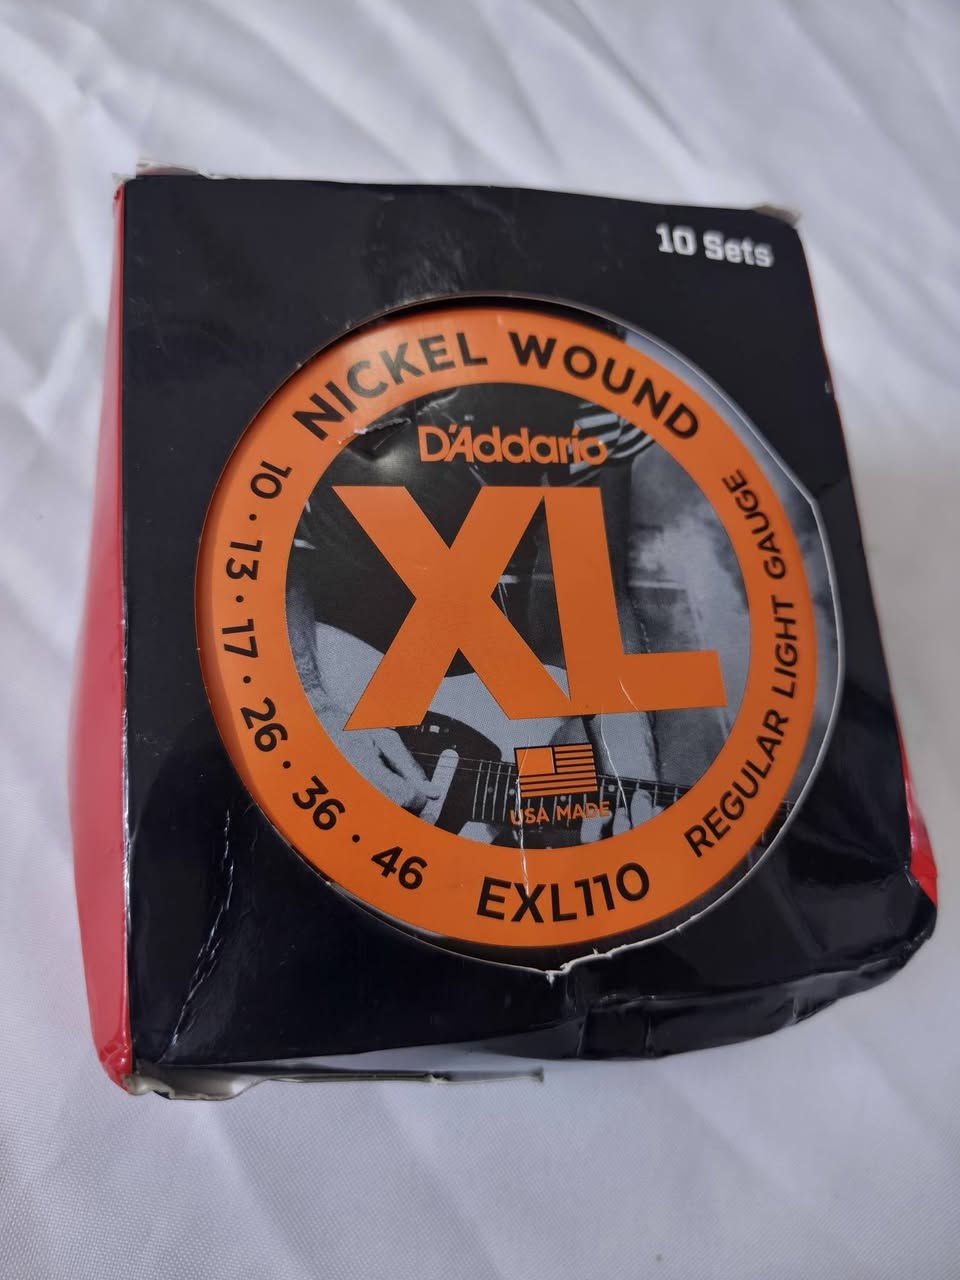 10 Sets
NICKEL WOUND
D'Addario
XL
USA MADE
10 · 13 · 17 · 26 · 36 · 46
EXL110
REGULAR LIGHT GAUGE